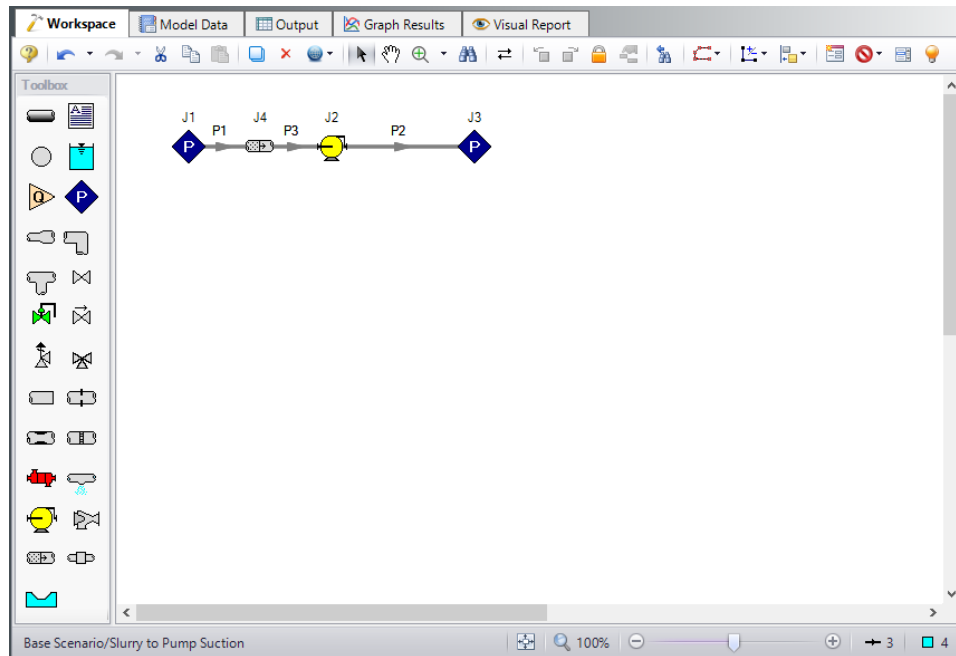 Workspace Model Data Output Graph Results Visual Report
Toolbox
A
J1 J4 J2 J3
P1 P3 P2
P P
Q P
Base Scenario/Slurry to Pump Suction 100% 3 4